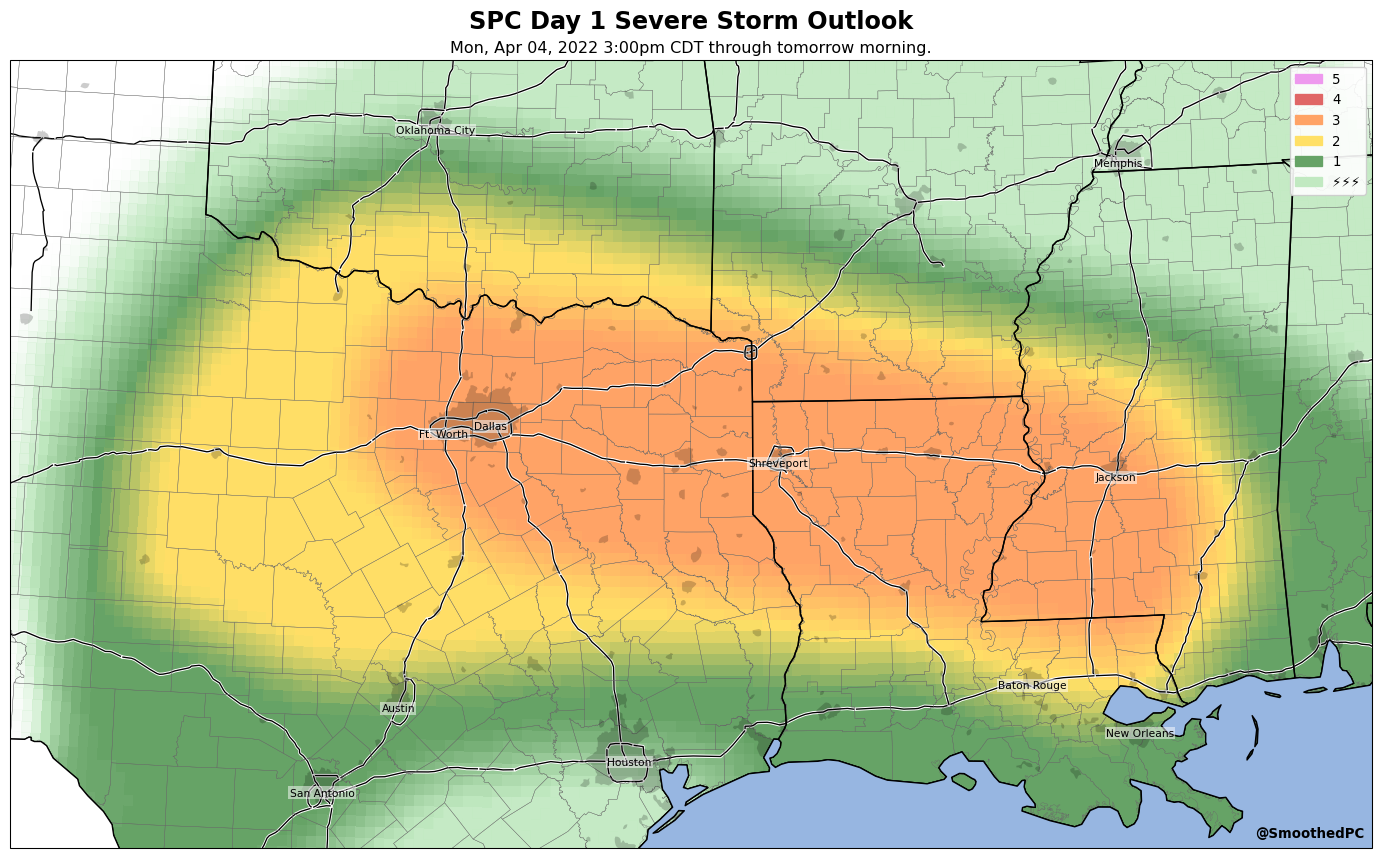 SPC Day 1 Severe Storm Outlook
Mon, Apr 04, 2022 3:00pm CDT through tomorrow morning.
5
4
3
2
1
⚡⚡⚡
Oklahoma City
Memphis
Dallas
Ft. Worth
Shreveport
Jackson
Baton Rouge
Austin
New Orleans
Houston
San Antonio
@SmoothedPC